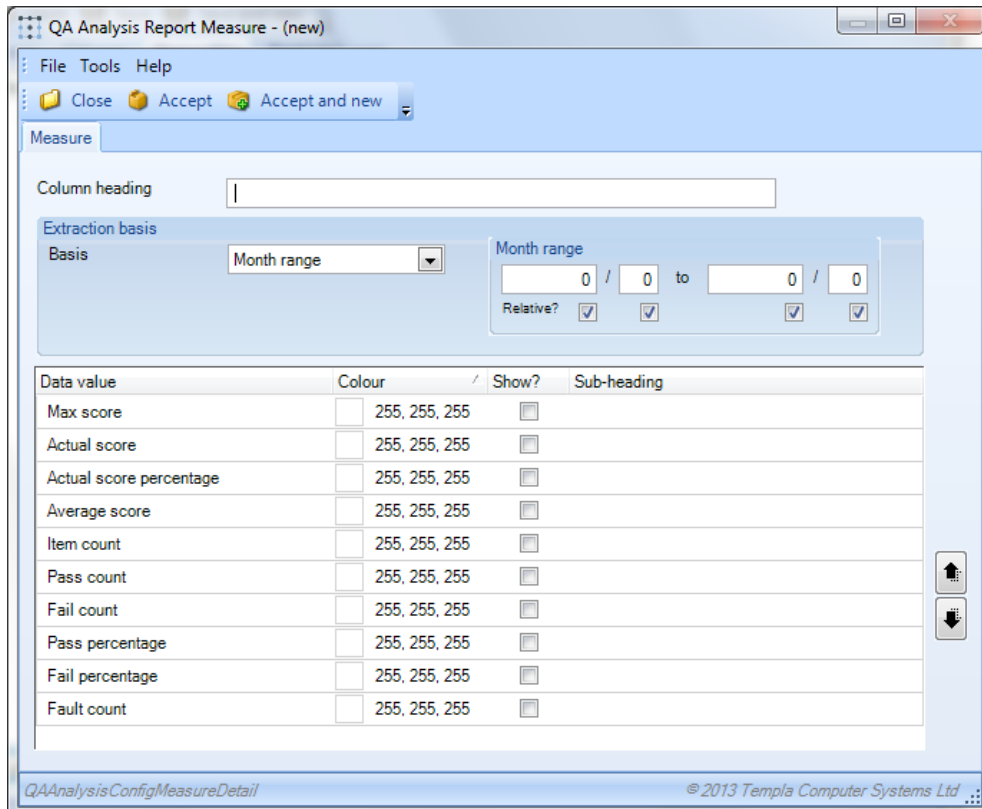 QA Analysis Report Measure - (new)
File Tools Help
Close Accept Accept and new
Measure
Column heading
Extraction basis
Basis Month range
Month range
0 / 0 to 0 / 0
Relative?
Data value Colour Show? Sub-heading
Max score 255, 255, 255
Actual score 255, 255, 255
Actual score percentage 255, 255, 255
Average score 255, 255, 255
Item count 255, 255, 255
Pass count 255, 255, 255
Fail count 255, 255, 255
Pass percentage 255, 255, 255
Fail percentage 255, 255, 255
Fault count 255, 255, 255
QAAnalysisConfigMeasureDetail © 2013 Templa Computer Systems Ltd